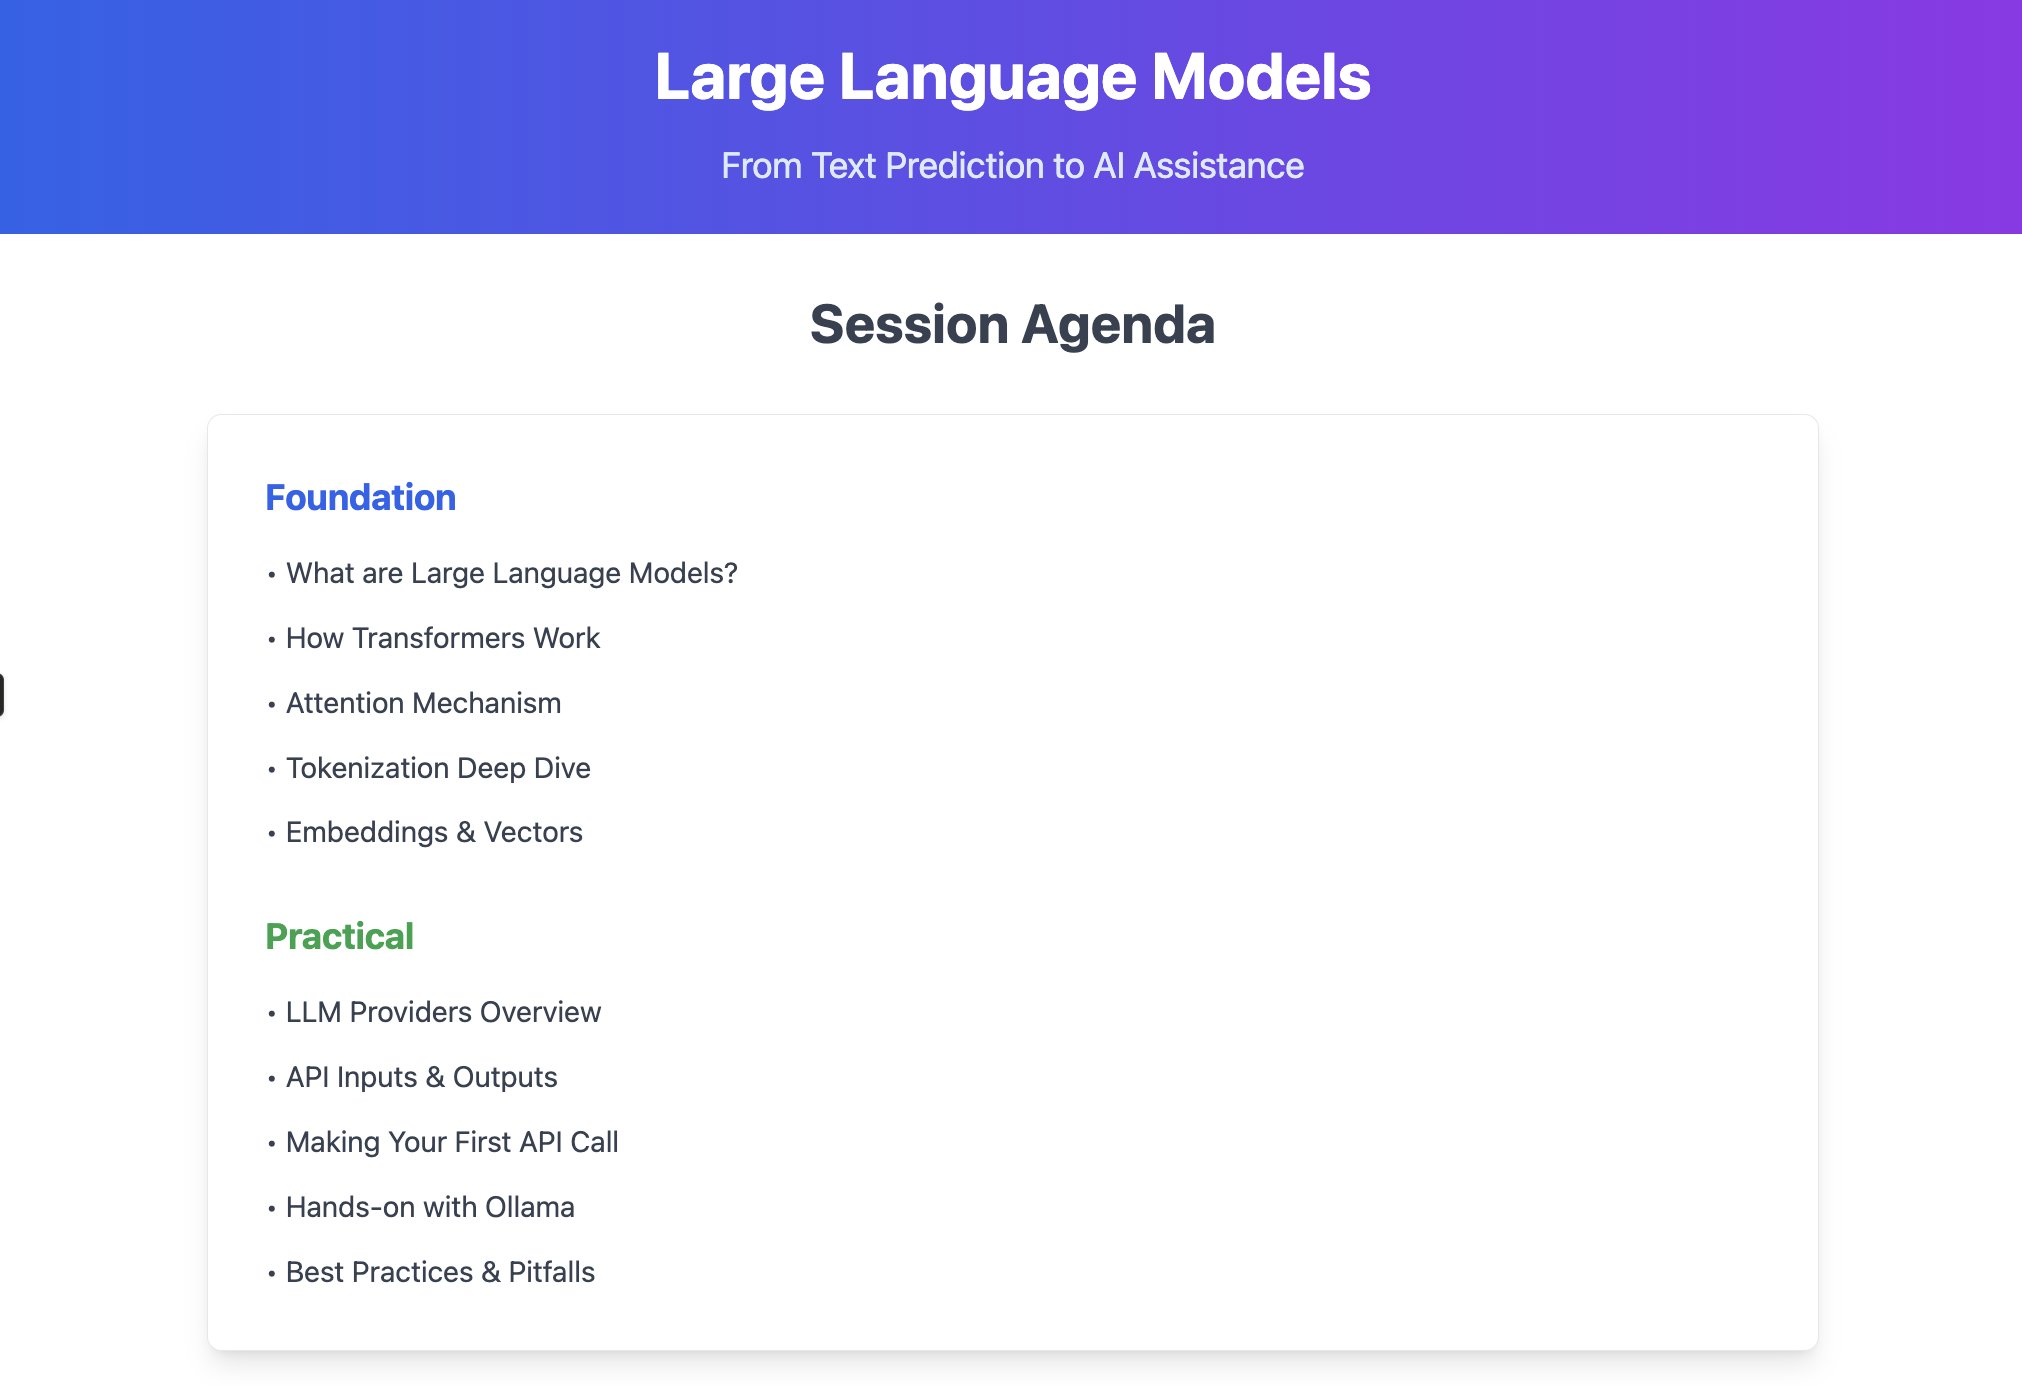 Large Language Models
From Text Prediction to AI Assistance
Session Agenda
Foundation
• What are Large Language Models?
• How Transformers Work
• Attention Mechanism
• Tokenization Deep Dive
• Embeddings & Vectors
Practical
• LLM Providers Overview
• API Inputs & Outputs
• Making Your First API Call
• Hands-on with Ollama
• Best Practices & Pitfalls